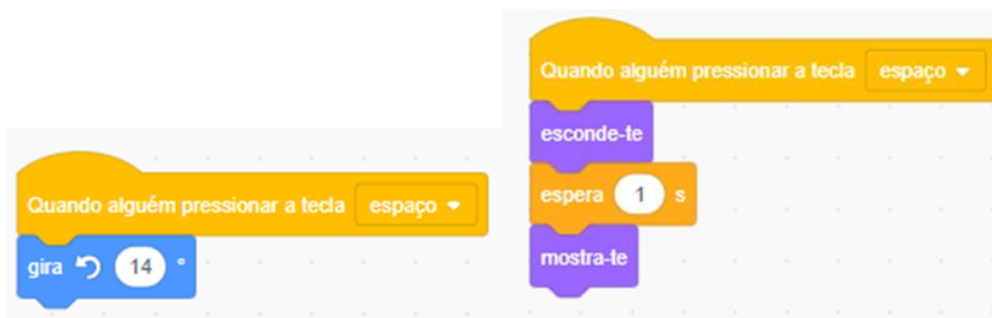 Quando alguém pressionar a tecla espaço
gira 14 °
Quando alguém pressionar a tecla espaço
esconde-te
espera 1 s
mostra-te